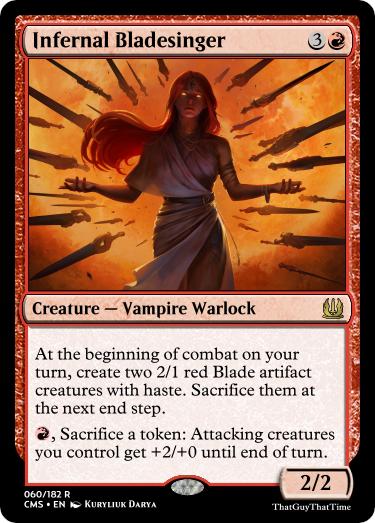 Infernal Bladesinger 3
Creature — Vampire Warlock
At the beginning of combat on your
turn, create two 2/1 red Blade artifact
creatures with haste. Sacrifice them at
the next end step.
, Sacrifice a token: Attacking creatures
you control get +2/+0 until end of turn.
2/2
060/182 R
CMS • EN Kuryliuk Darya
ThatGuyThatTime